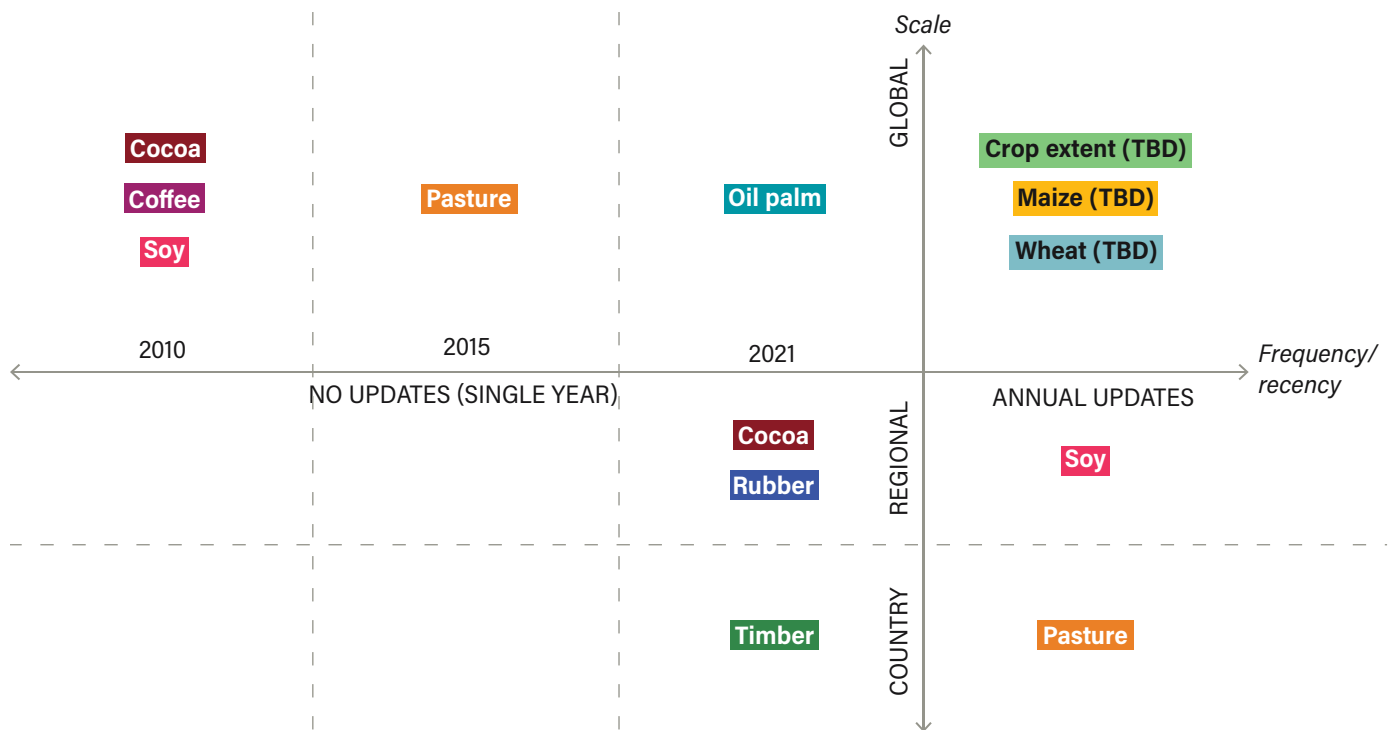 Scale
GLOBAL
Cocoa
Crop extent (TBD)
Coffee
Pasture
Oil palm
Maize (TBD)
Soy
Wheat (TBD)
2010
2015
2021
Frequency/
recency
NO UPDATES (SINGLE YEAR)
ANNUAL UPDATES
REGIONAL
Cocoa
Soy
Rubber
COUNTRY
Timber
Pasture